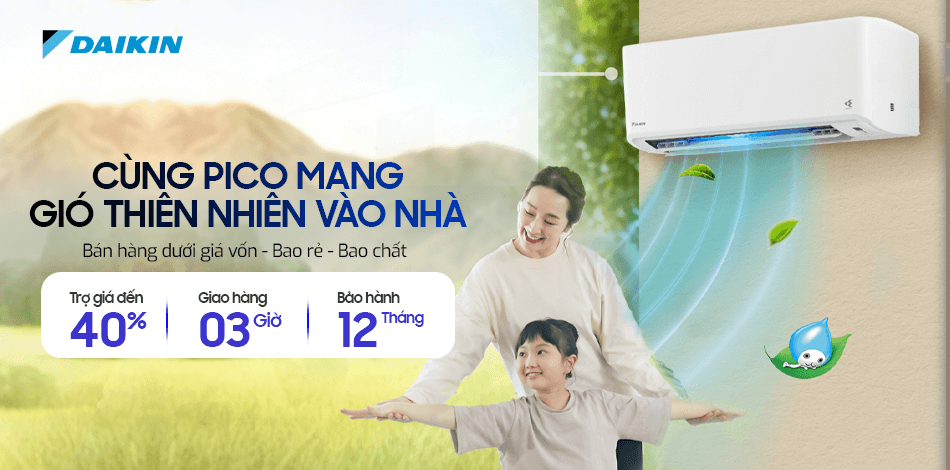 DAIKIN
CÙNG PICO MANG
GIÓ THIÊN NHIÊN VÀO NHÀ
Bán hàng dưới giá vốn - Bao rẻ - Bao chất
Trợ giá đến
40%
Giao hàng
03 Giờ
Bảo hành
12 Tháng
DAIKIN